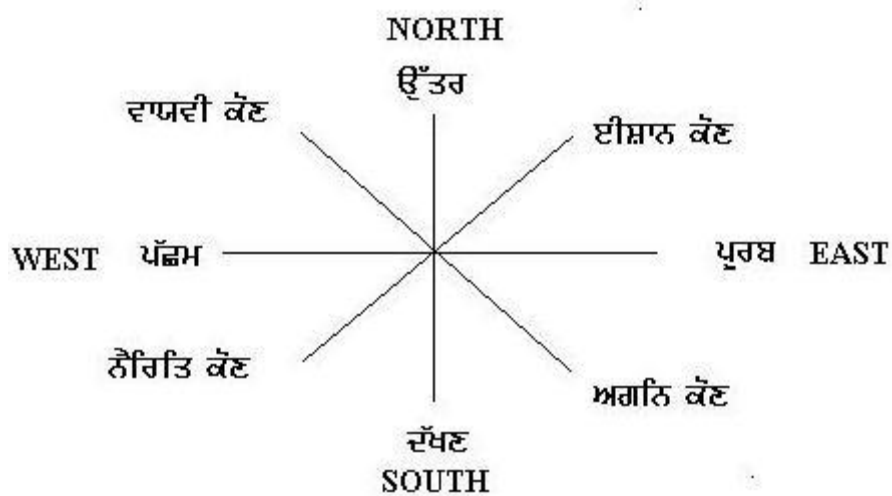 NORTH
ਉੱਤਰ
ਵਾਯਵੀ ਕੋਣ
ਈਸ਼ਾਨ ਕੋਣ
WEST ਪੱਛਮ
ਪੂਰਬ EAST
ਨੈਰਿਤਿ ਕੋਣ
ਅਗਨਿ ਕੋਣ
ਦੱਖਣ
SOUTH